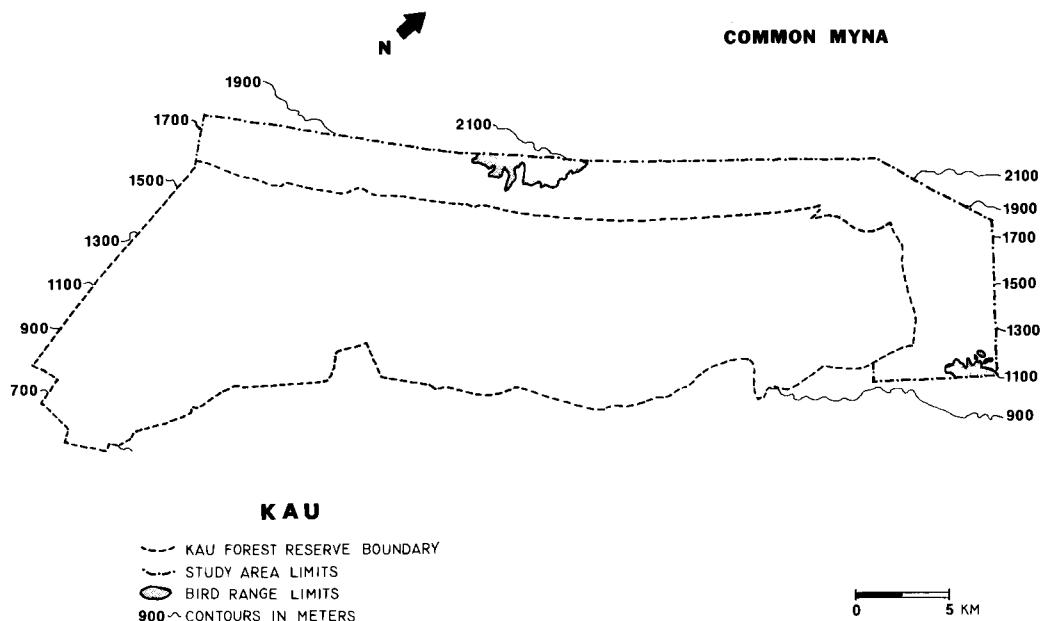 N
COMMON MYNA
1900
1700
2100
1500
2100
1900
1300
1700
1100
1500
900
1300
700
1100
900
KAU
KAU FOREST RESERVE BOUNDARY
STUDY AREA LIMITS
BIRD RANGE LIMITS
900 CONTOURS IN METERS
0 5 KM